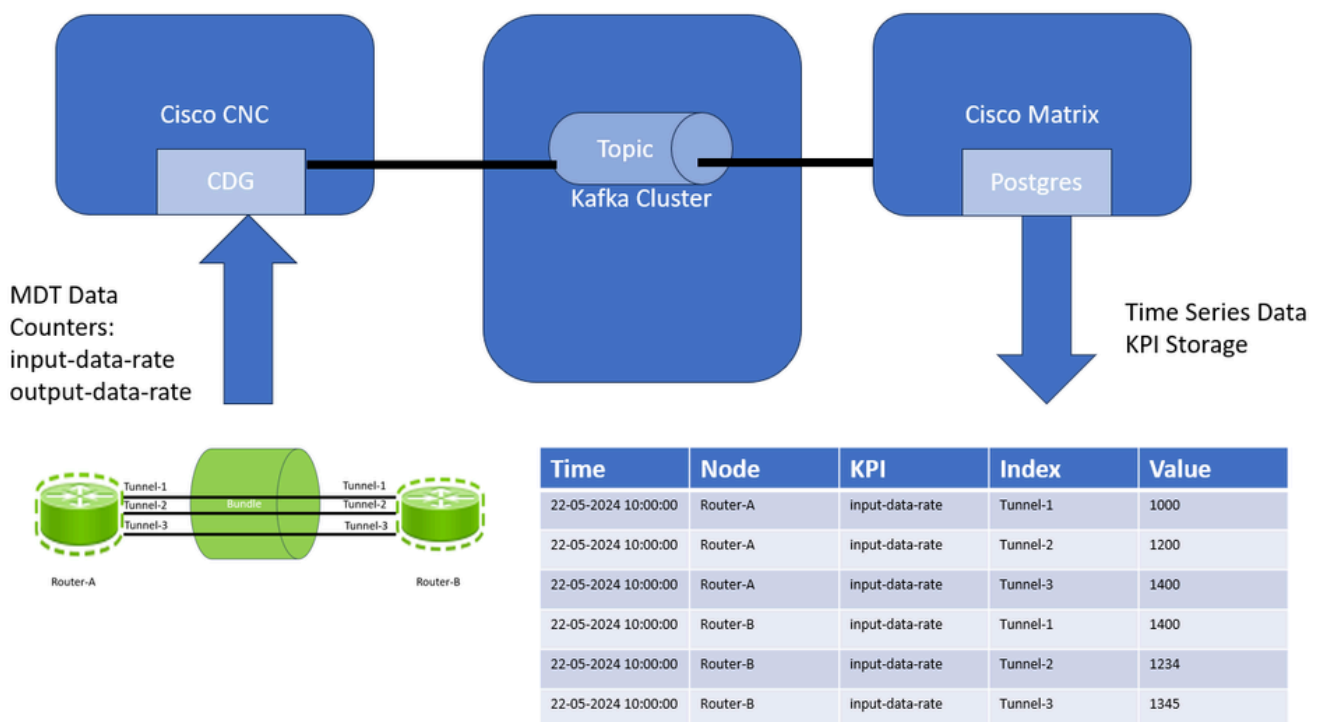 Cisco CNC
CDG
Topic
Kafka Cluster
Cisco Matrix
Postgres
MDT Data
Counters:
input-data-rate
output-data-rate
Time Series Data
KPI Storage
Tunnel-1
Tunnel-2
Tunnel-3
Bundle
Tunnel-1
Tunnel-2
Tunnel-3
Router-A
Router-B
Time Node KPI Index Value
22-05-2024 10:00:00 Router-A input-data-rate Tunnel-1 1000
22-05-2024 10:00:00 Router-A input-data-rate Tunnel-2 1200
22-05-2024 10:00:00 Router-A input-data-rate Tunnel-3 1400
22-05-2024 10:00:00 Router-B input-data-rate Tunnel-1 1400
22-05-2024 10:00:00 Router-B input-data-rate Tunnel-2 1234
22-05-2024 10:00:00 Router-B input-data-rate Tunnel-3 1345